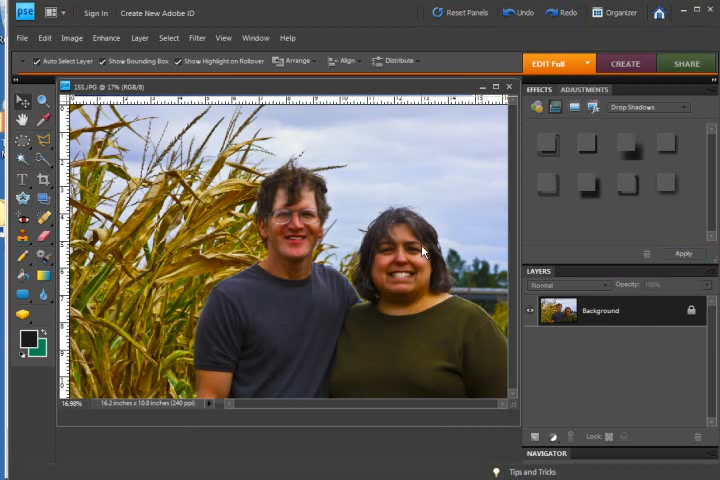 pse Sign In Create New Adobe ID Reset Panels Undo Redo Organizer
File Edit Image Enhance Layer Select Filter View Window Help
Auto Select Layer Show Bounding Box Show Highlight on Rollover Arrange Align Distribute
EDIT Full CREATE SHARE
155.JPG @ 17% (RGB/8)
EFFECTS ADJUSTMENTS
Drop Shadows
Apply
LAYERS
Normal Opacity: 100%
Background
16.98% 16.2 inches x 10.8 inches (240 ppi)
Lock:
NAVIGATOR
Tips and Tricks